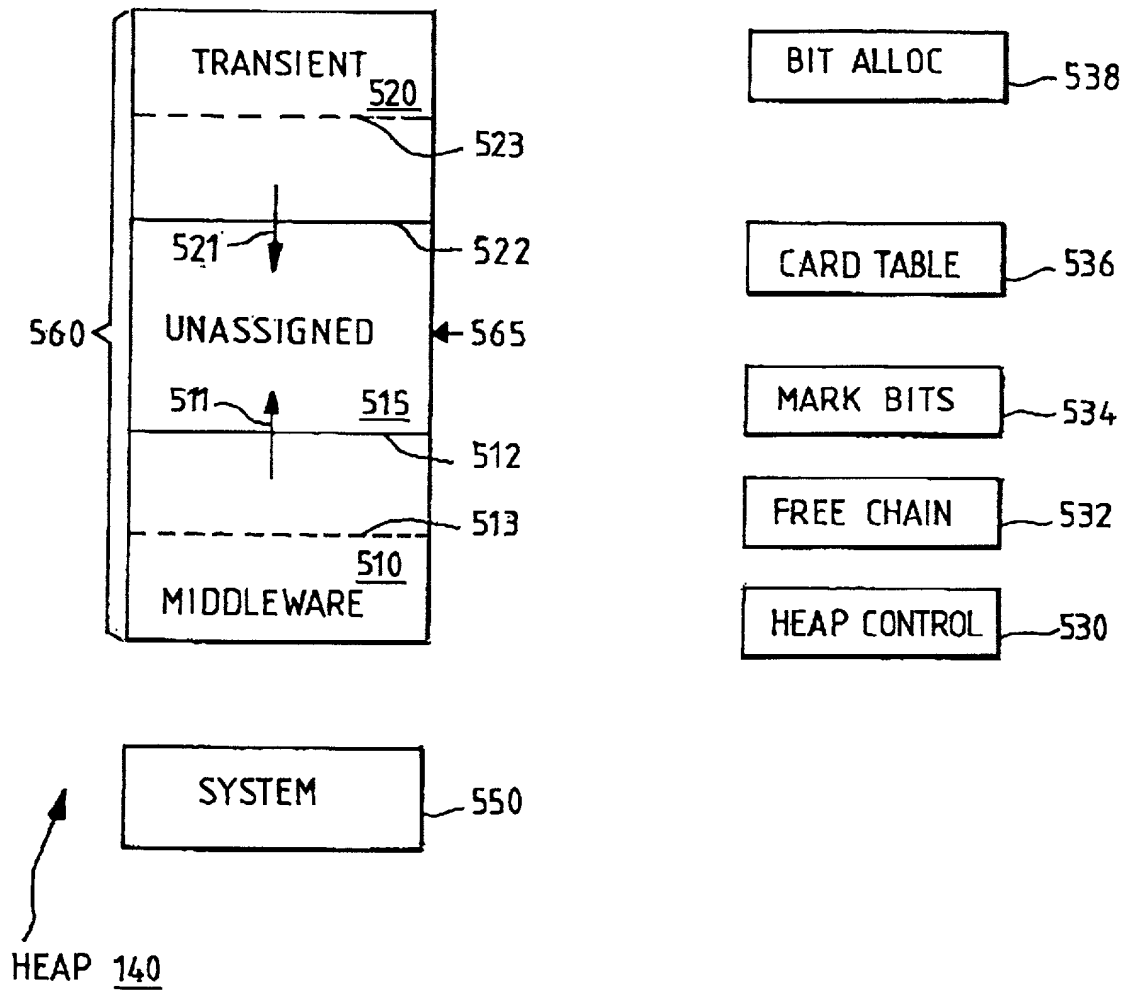 TRANSIENT
520
523
521
522
560
UNASSIGNED
565
511
515
512
513
510
MIDDLEWARE
SYSTEM
550
HEAP 140
BIT ALLOC
538
CARD TABLE
536
MARK BITS
534
FREE CHAIN
532
HEAP CONTROL
530